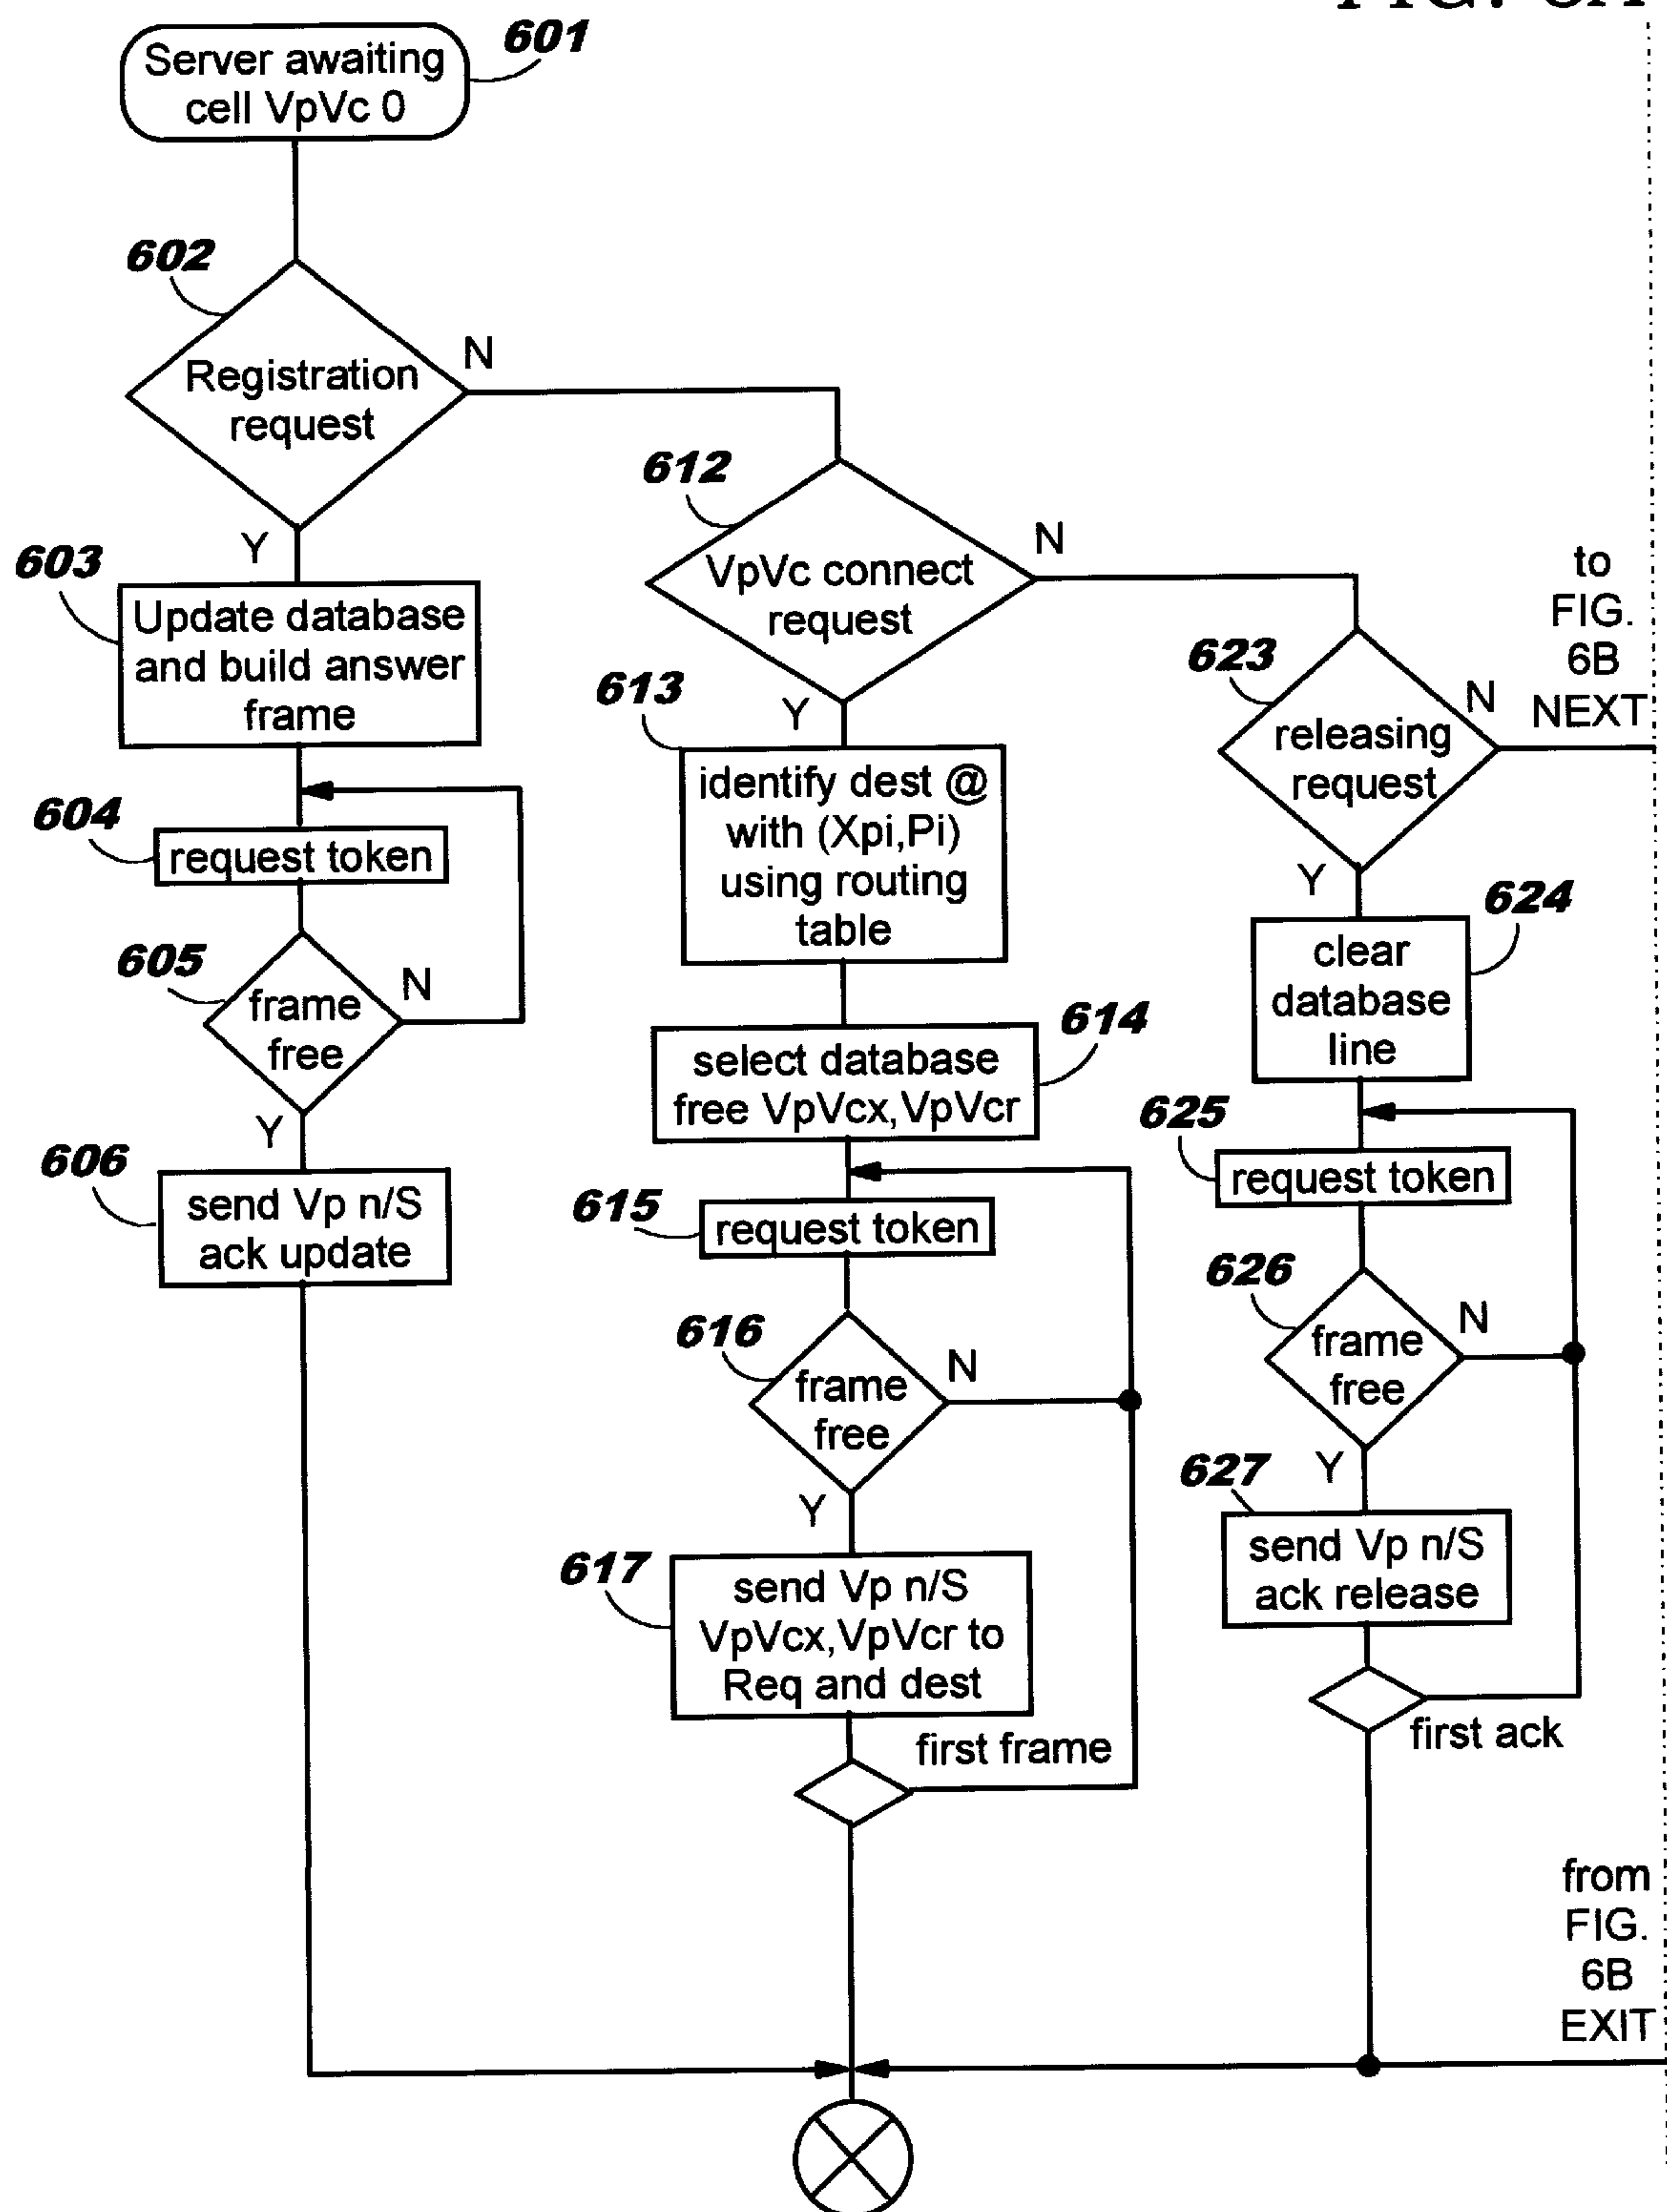 601
Server awaiting
cell VpVc 0
602
Registration
request
N
Y
603
Update database
and build answer
frame
604
request token
605
frame
free
N
Y
606
send Vp n/S
ack update
612
VpVc connect
request
N
Y
613
identify dest @
with (Xpi,Pi)
using routing
table
614
select database
free VpVcx,VpVcr
615
request token
616
frame
free
N
Y
617
send Vp n/S
VpVcx,VpVcr to
Req and dest
first frame
623
releasing
request
N
Y
to
FIG.
6B
NEXT
624
clear
database
line
625
request token
626
frame
free
N
Y
627
send Vp n/S
ack release
first ack
from
FIG.
6B
EXIT